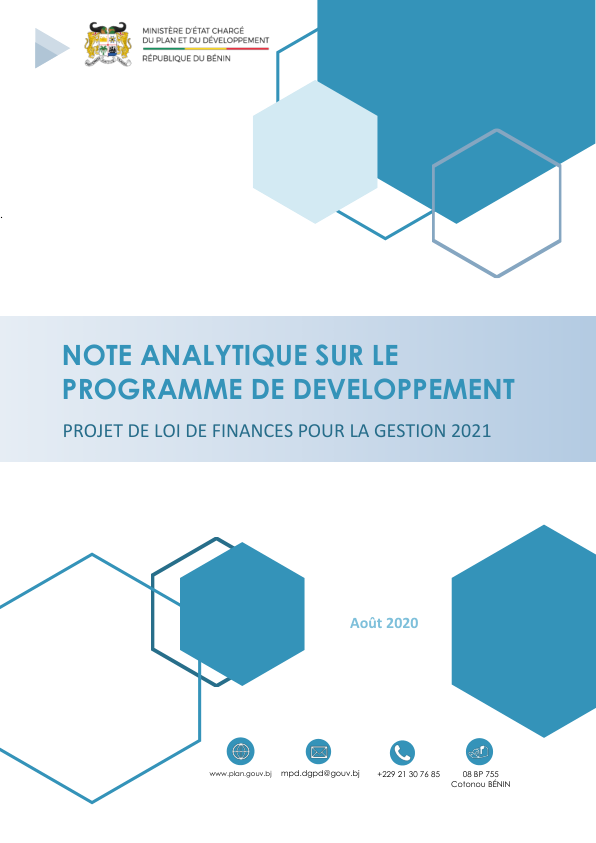 MINISTÈRE D'ÉTAT CHARGÉ
DU PLAN ET DU DÉVELOPPEMENT
RÉPUBLIQUE DU BÉNIN
.
NOTE ANALYTIQUE SUR LE
PROGRAMME DE DEVELOPPEMENT
PROJET DE LOI DE FINANCES POUR LA GESTION 2021
Août 2020
www.plan.gouv.bj
mpd.dgpd@gouv.bj
+229 21 30 76 85
08 BP 755
Cotonou BÉNIN